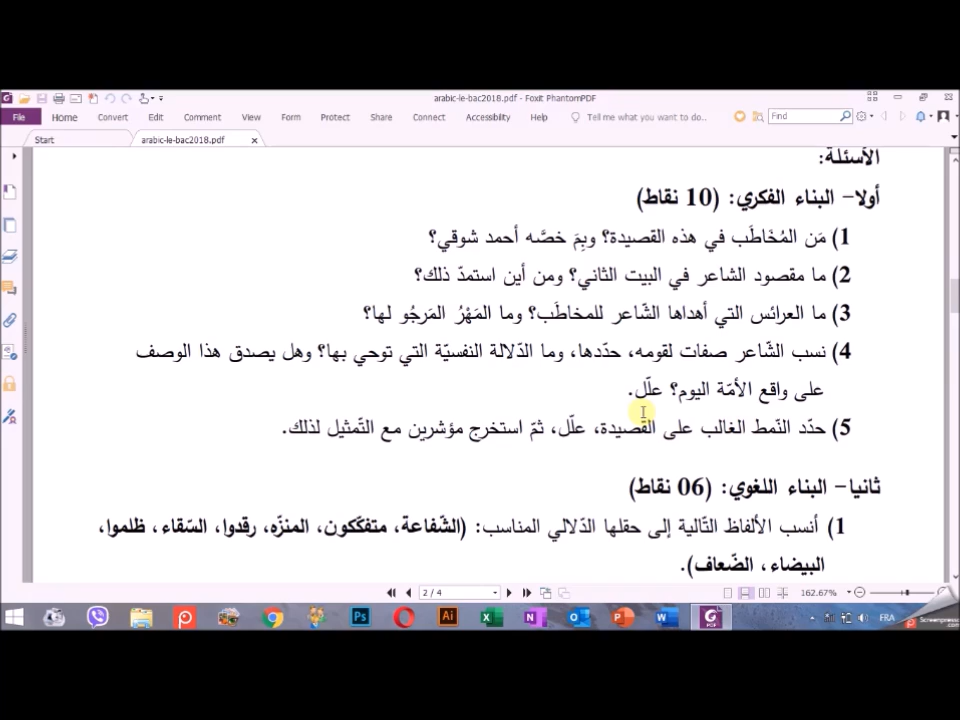 arabic-le-bac2018.pdf - Foxit PhantomPDF
File Home Convert Edit Comment View Form Protect Share Connect Accessibility Help Tell me what you want to do.. Find
Start arabic-le-bac2018.pdf
الأسئلة:
أولا- البناء الفكري: (10 نقاط)
1) مَن المُخَاطَب في هذه القصيدة؟ وبِمَ خصَّه أحمد شوقي؟
2) ما مقصود الشاعر في البيت الثاني؟ ومن أين استمدّ ذلك؟
3) ما العرائس التي أهداها الشّاعر للمخاطَب؟ وما المَهْرُ المَرجُو لها؟
4) نسب الشّاعر صفات لقومه، حدّدها، وما الدّلالة النفسيّة التي توحي بها؟ وهل يصدق هذا الوصف
على واقع الأمّة اليوم؟ علّل.
5) حدّد النّمط الغالب على القصيدة، علّل، ثمّ استخرج مؤشرين مع التّمثيل لذلك.
ثانيا- البناء اللغوي: (06 نقاط)
1) أنسب الألفاظ التّالية إلى حقلها الدّلالي المناسب: (الشّفاعة، متفكّكون، المنزّه، رقدوا، السّقاء، ظلموا،
البيضاء، الضّعاف).
2 / 4 162.67%
FRA